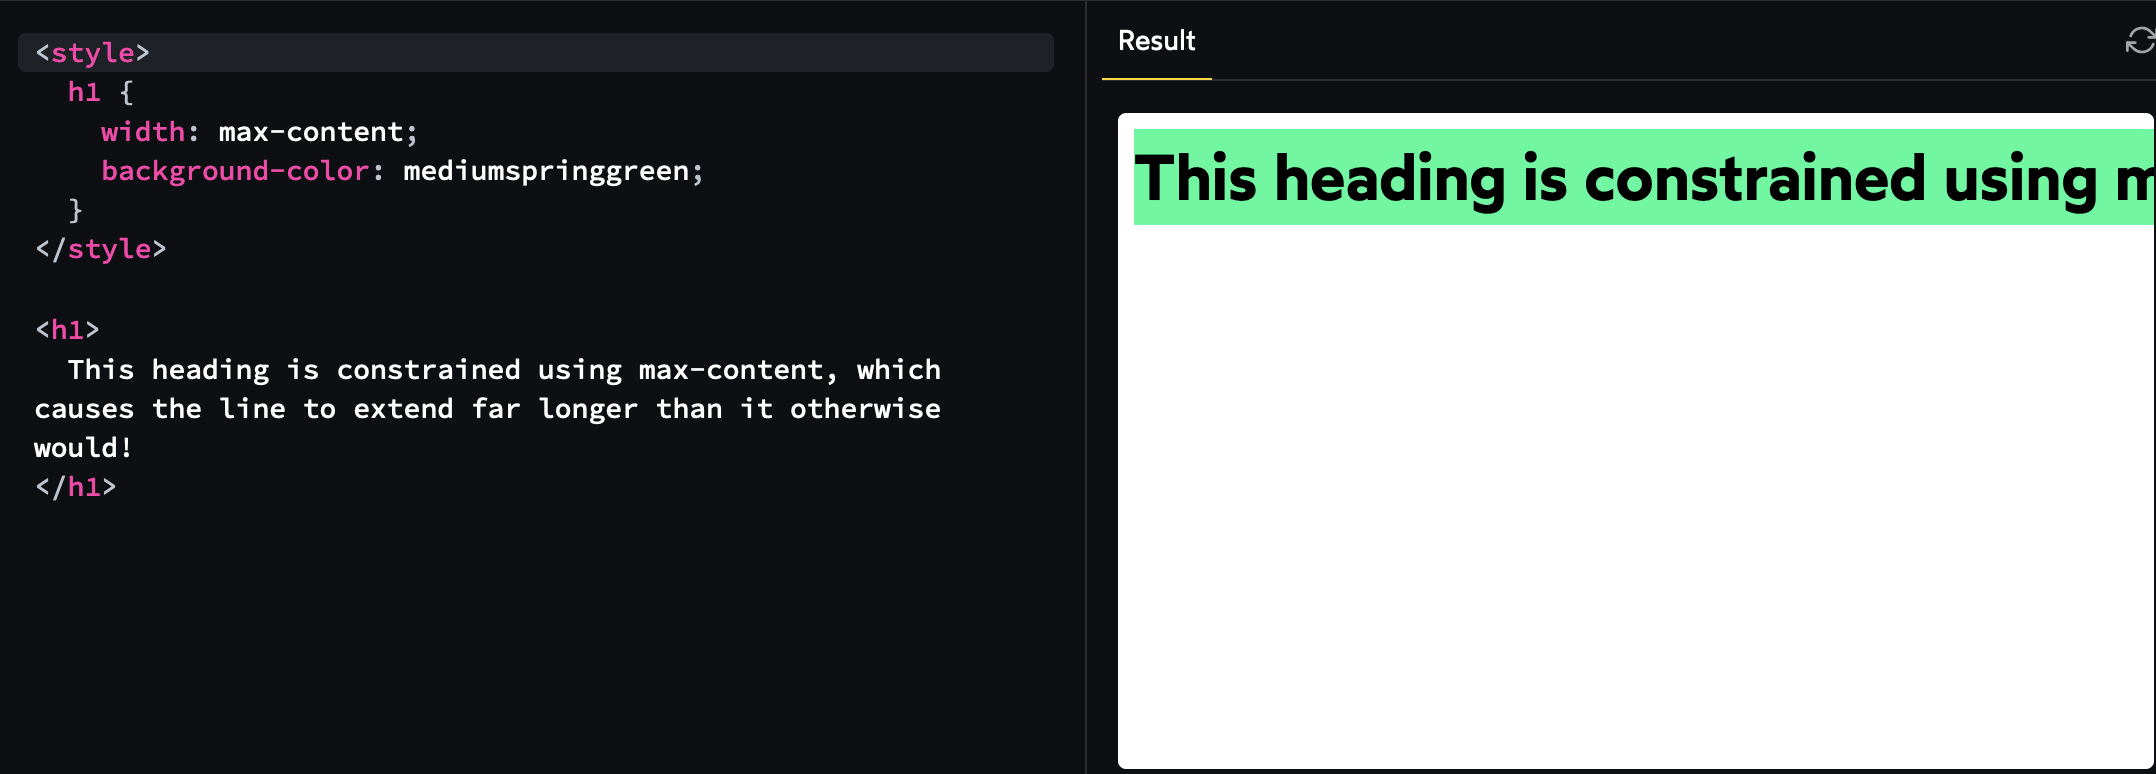 <style>
h1 {
width: max-content;
background-color: mediumspringgreen;
}
</style>
<h1>
This heading is constrained using max-content, which
causes the line to extend far longer than it otherwise
would!
</h1>
Result
This heading is constrained using m